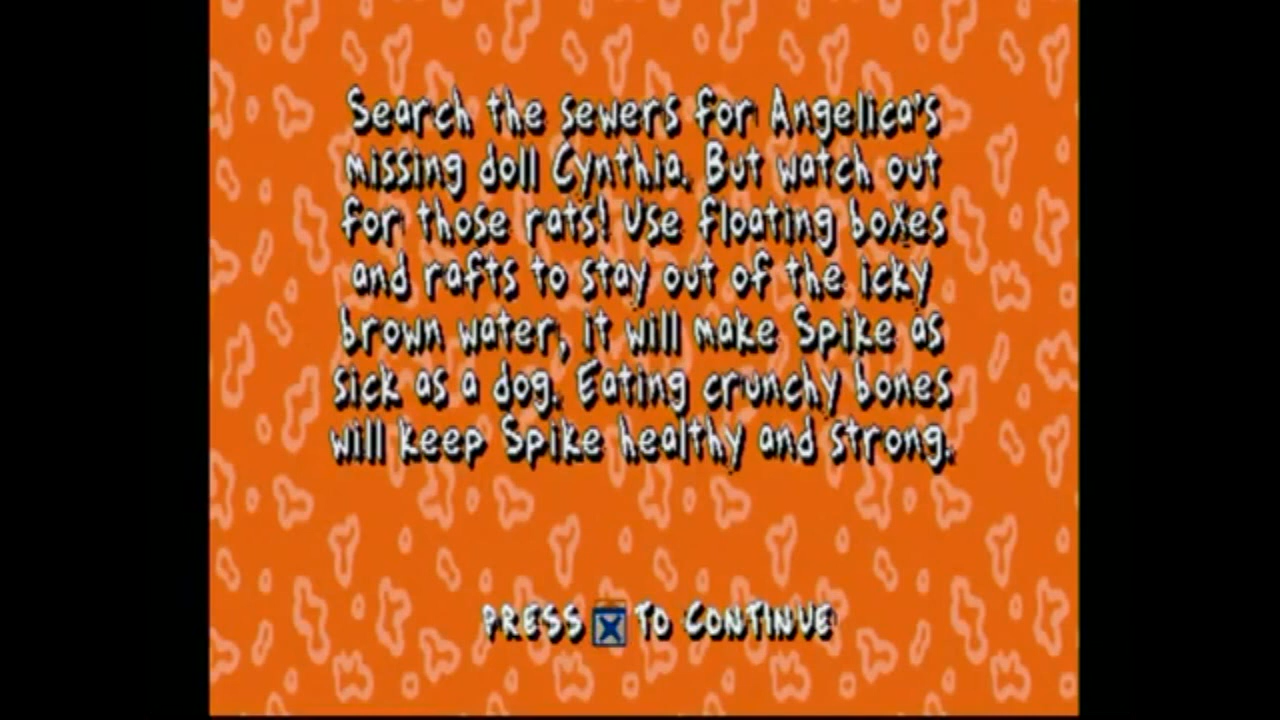 Search the sewers for Angelica's
missing doll Cynthia. But watch out
for those rats! Use floating boxes
and rafts to stay out of the icky
brown water, it will make Spike as
sick as a dog. Eating crunchy bones
will keep Spike healthy and strong.
PRESS X TO CONTINUE